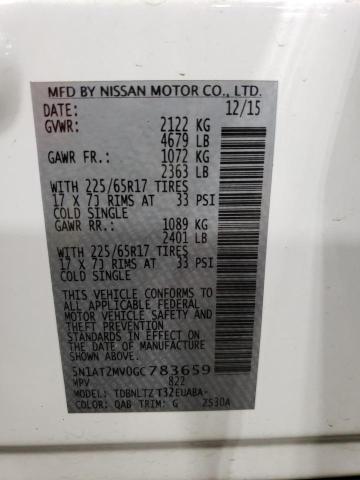 MFD BY NISSAN MOTOR CO., LTD.
DATE: 12/15
GVWR: 2122 KG
4679 LB
GAWR FR.: 1072 KG
2363 LB
WITH 225/65R17 TIRES
17 X 7J RIMS AT 33 PSI
COLD SINGLE
GAWR RR.: 1089 KG
2401 LB
WITH 225/65R17 TIRES
17 X 7J RIMS AT 33 PSI
COLD SINGLE
THIS VEHICLE CONFORMS TO
ALL APPLICABLE FEDERAL
MOTOR VEHICLE SAFETY AND
THEFT PREVENTION
STANDARDS IN EFFECT ON
THE DATE OF MANUFACTURE
SHOWN ABOVE.
5N1AT2MV0GC783659
MPV 822
MODEL: TDBNLTZ T32EUABA-
COLOR: QAB TRIM: G 2530A